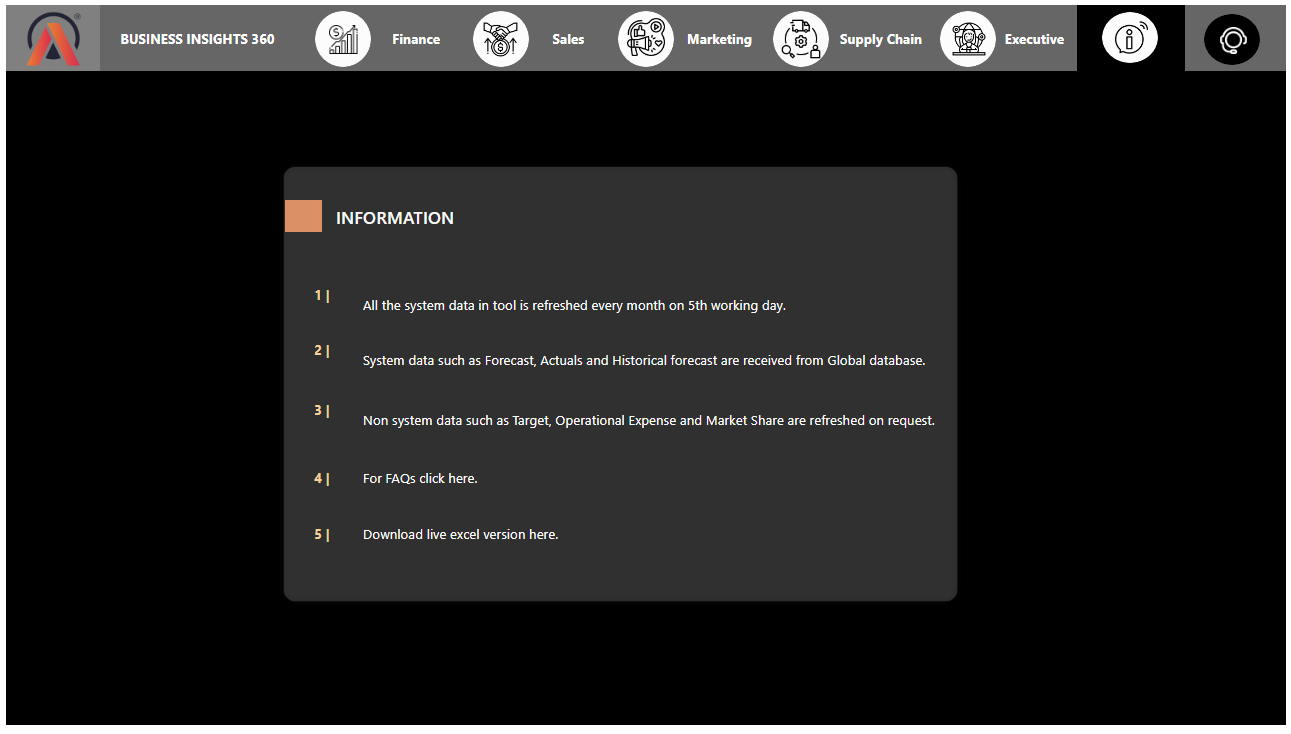 BUSINESS INSIGHTS 360
Finance
Sales
Marketing
Supply Chain
Executive
INFORMATION
1 | All the system data in tool is refreshed every month on 5th working day.
2 | System data such as Forecast, Actuals and Historical forecast are received from Global database.
3 | Non system data such as Target, Operational Expense and Market Share are refreshed on request.
4 | For FAQs click here.
5 | Download live excel version here.